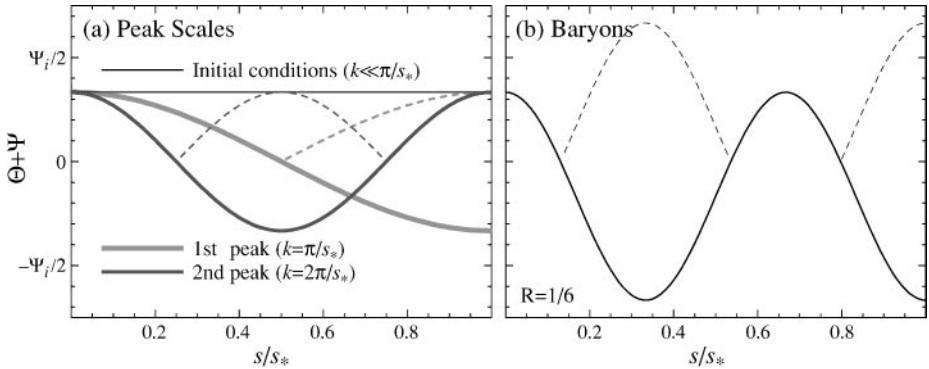 (a) Peak Scales
Initial conditions (k≪π/s*)
1st peak (k=π/s*)
2nd peak (k=2π/s*)
Θ+Ψ
Ψi/2
0
−Ψi/2
0.2 0.4 0.6 0.8
s/s*
(b) Baryons
R=1/6
0.2 0.4 0.6 0.8
s/s*